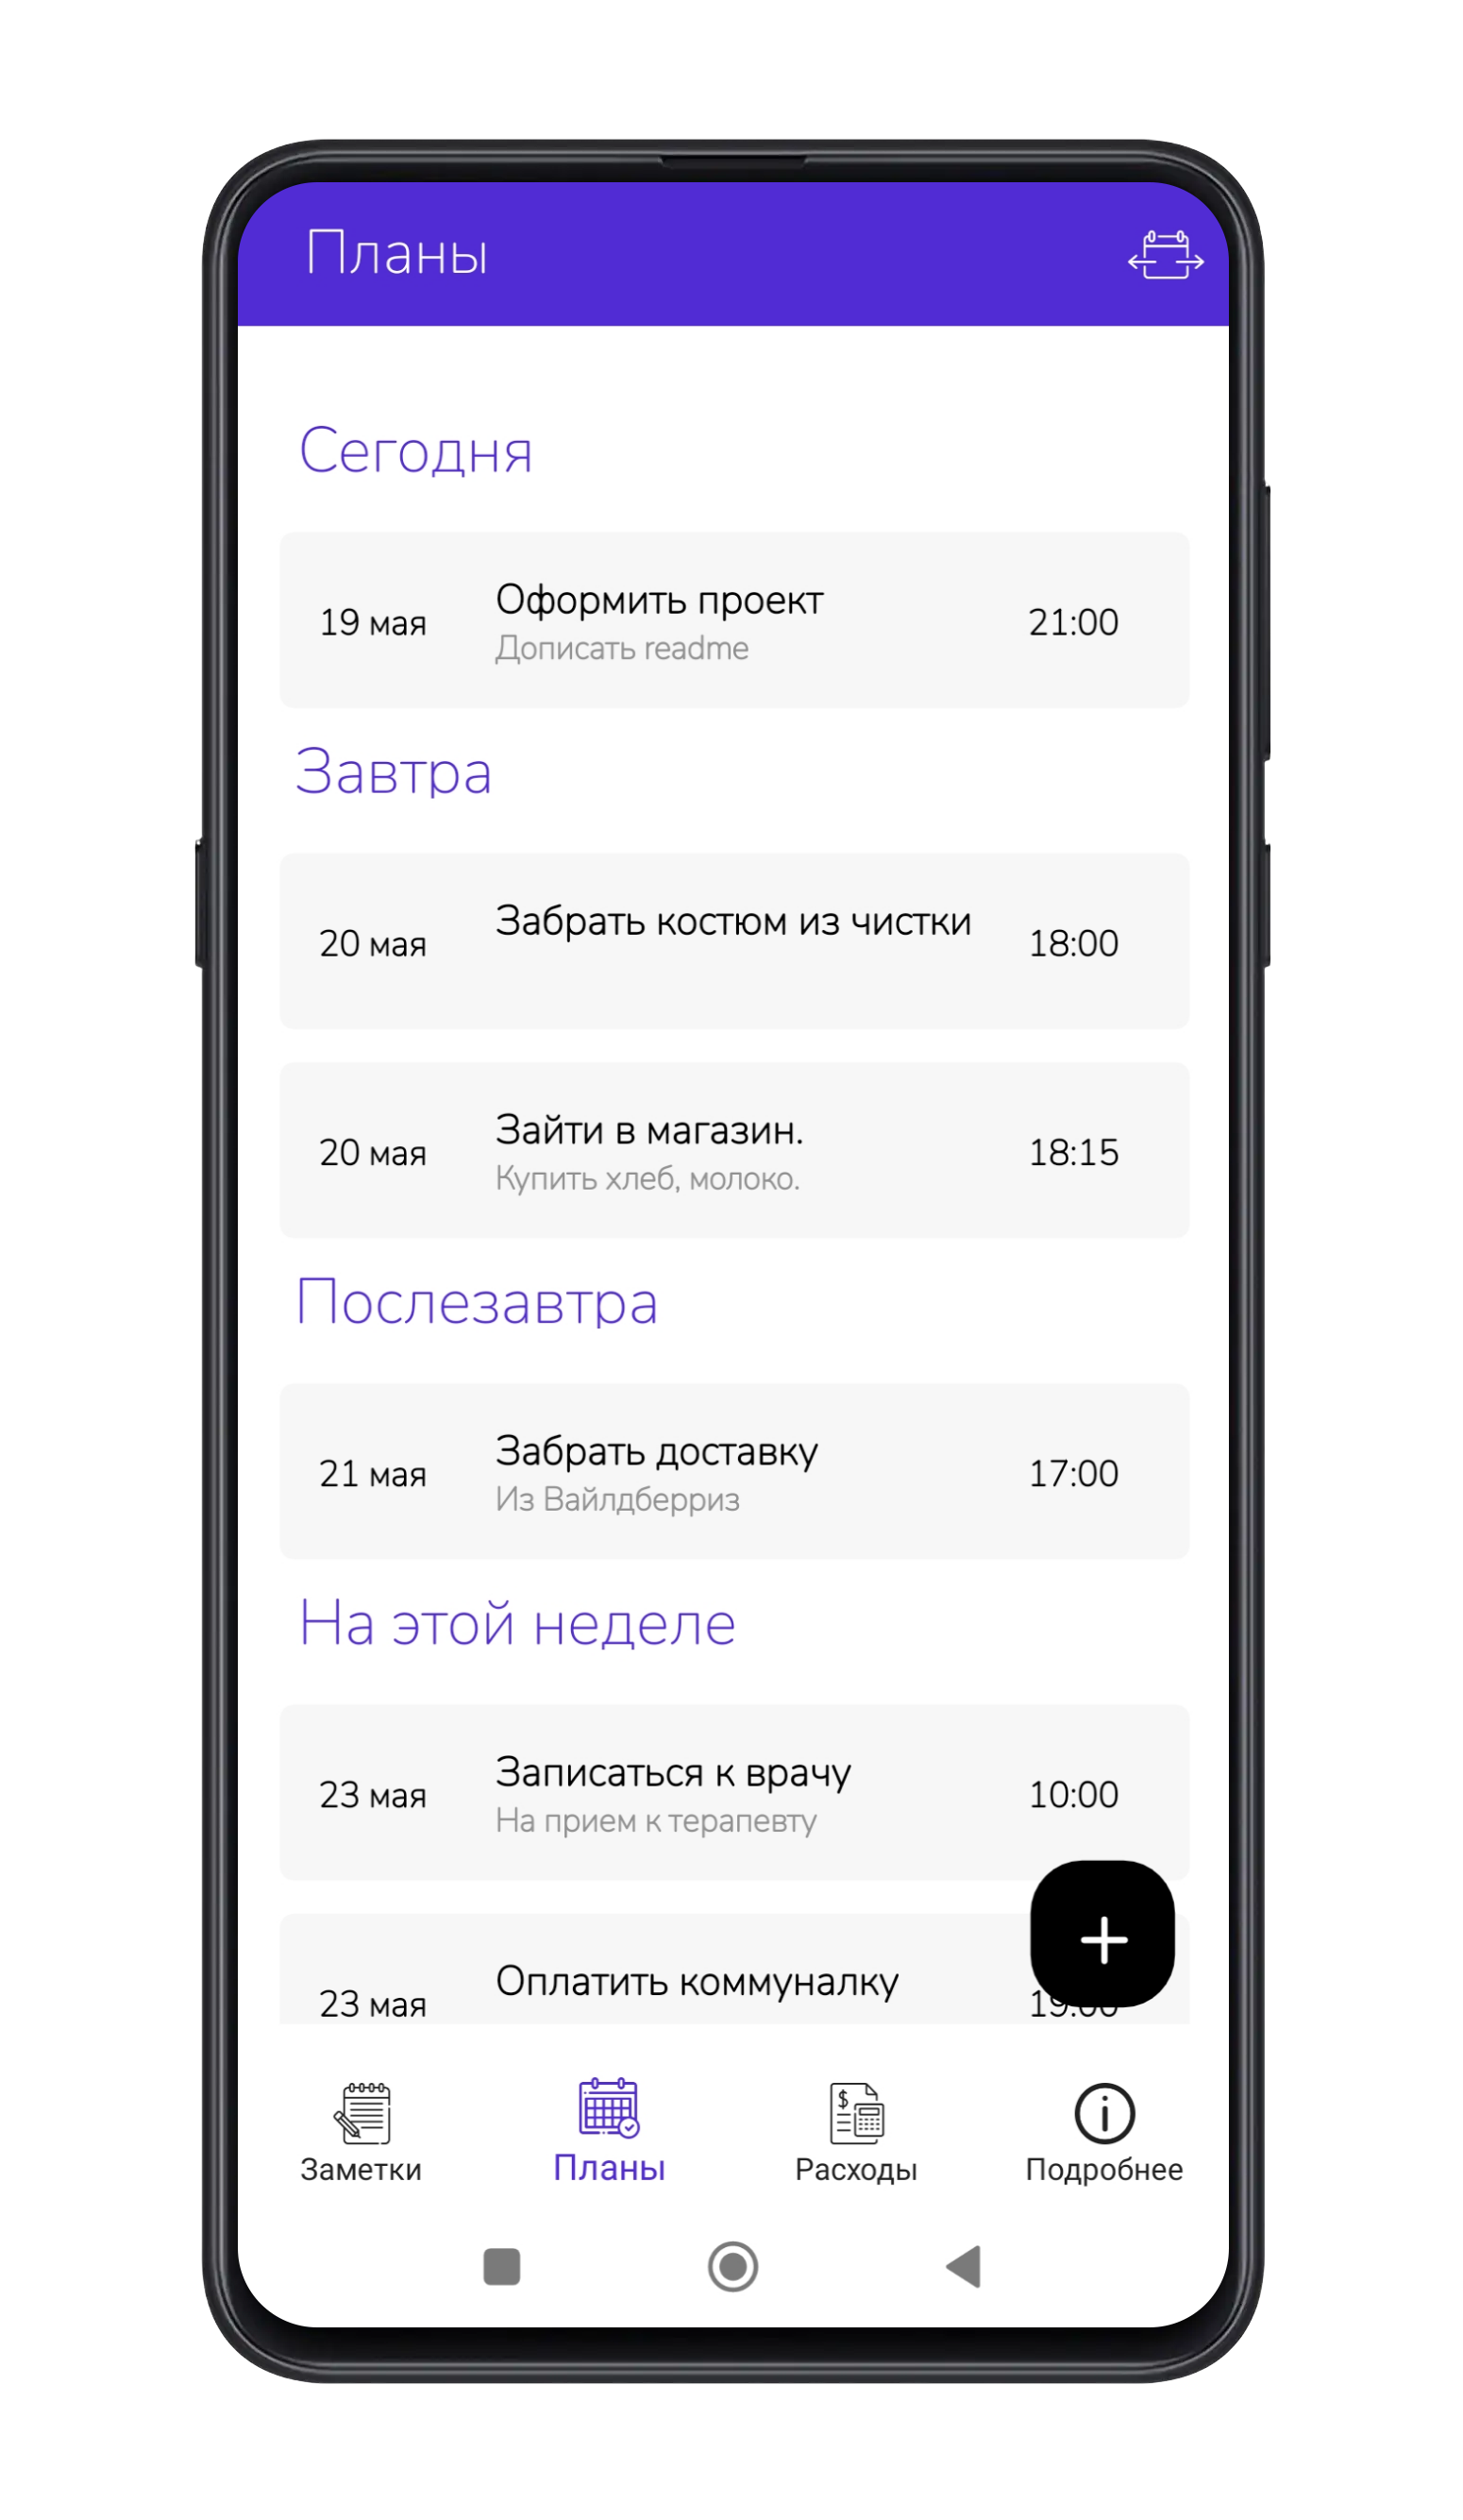 Планы
Сегодня
19 мая
Оформить проект
Дописать readme
21:00
Завтра
20 мая
Забрать костюм из чистки
18:00
20 мая
Зайти в магазин.
Купить хлеб, молоко.
18:15
Послезавтра
21 мая
Забрать доставку
Из Вайлдберриз
17:00
На этой неделе
23 мая
Записаться к врачу
На прием к терапевту
10:00
23 мая
Оплатить коммуналку
Заметки
Планы
Расходы
Подробнее